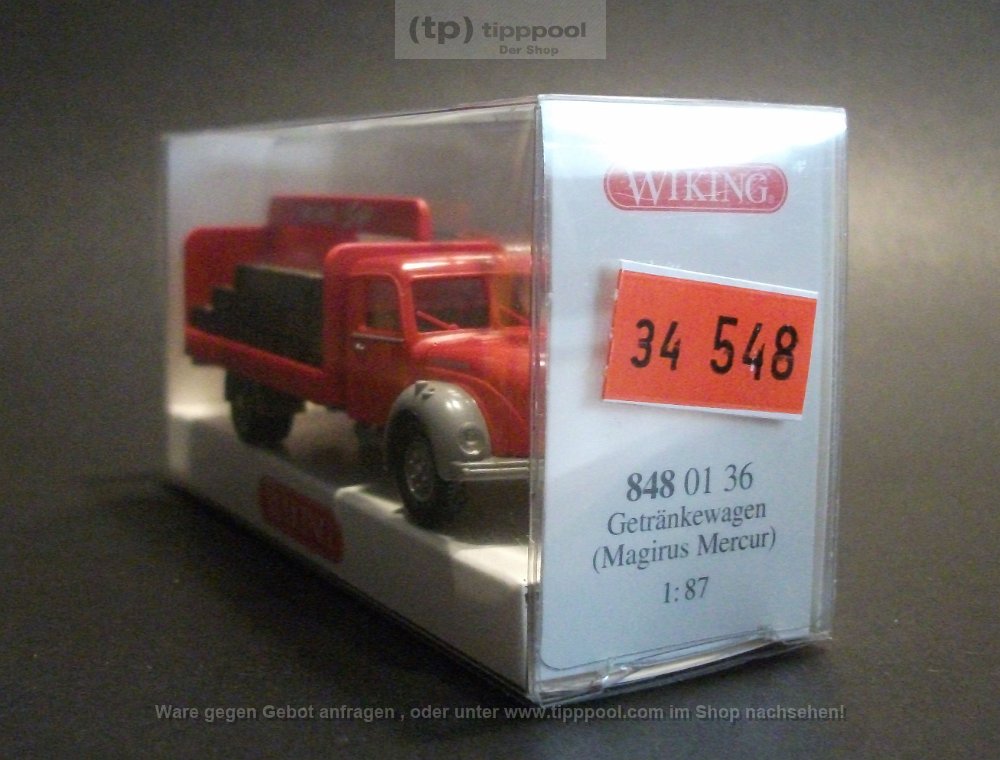 (tp) tipppool
Der Shop
WIKING®
34 548
848 01 36
Getränkewagen
(Magirus Mercur)
1:87
WIKING
Ware gegen Gebot anfragen , oder unter www.tipppool.com im Shop nachsehen!